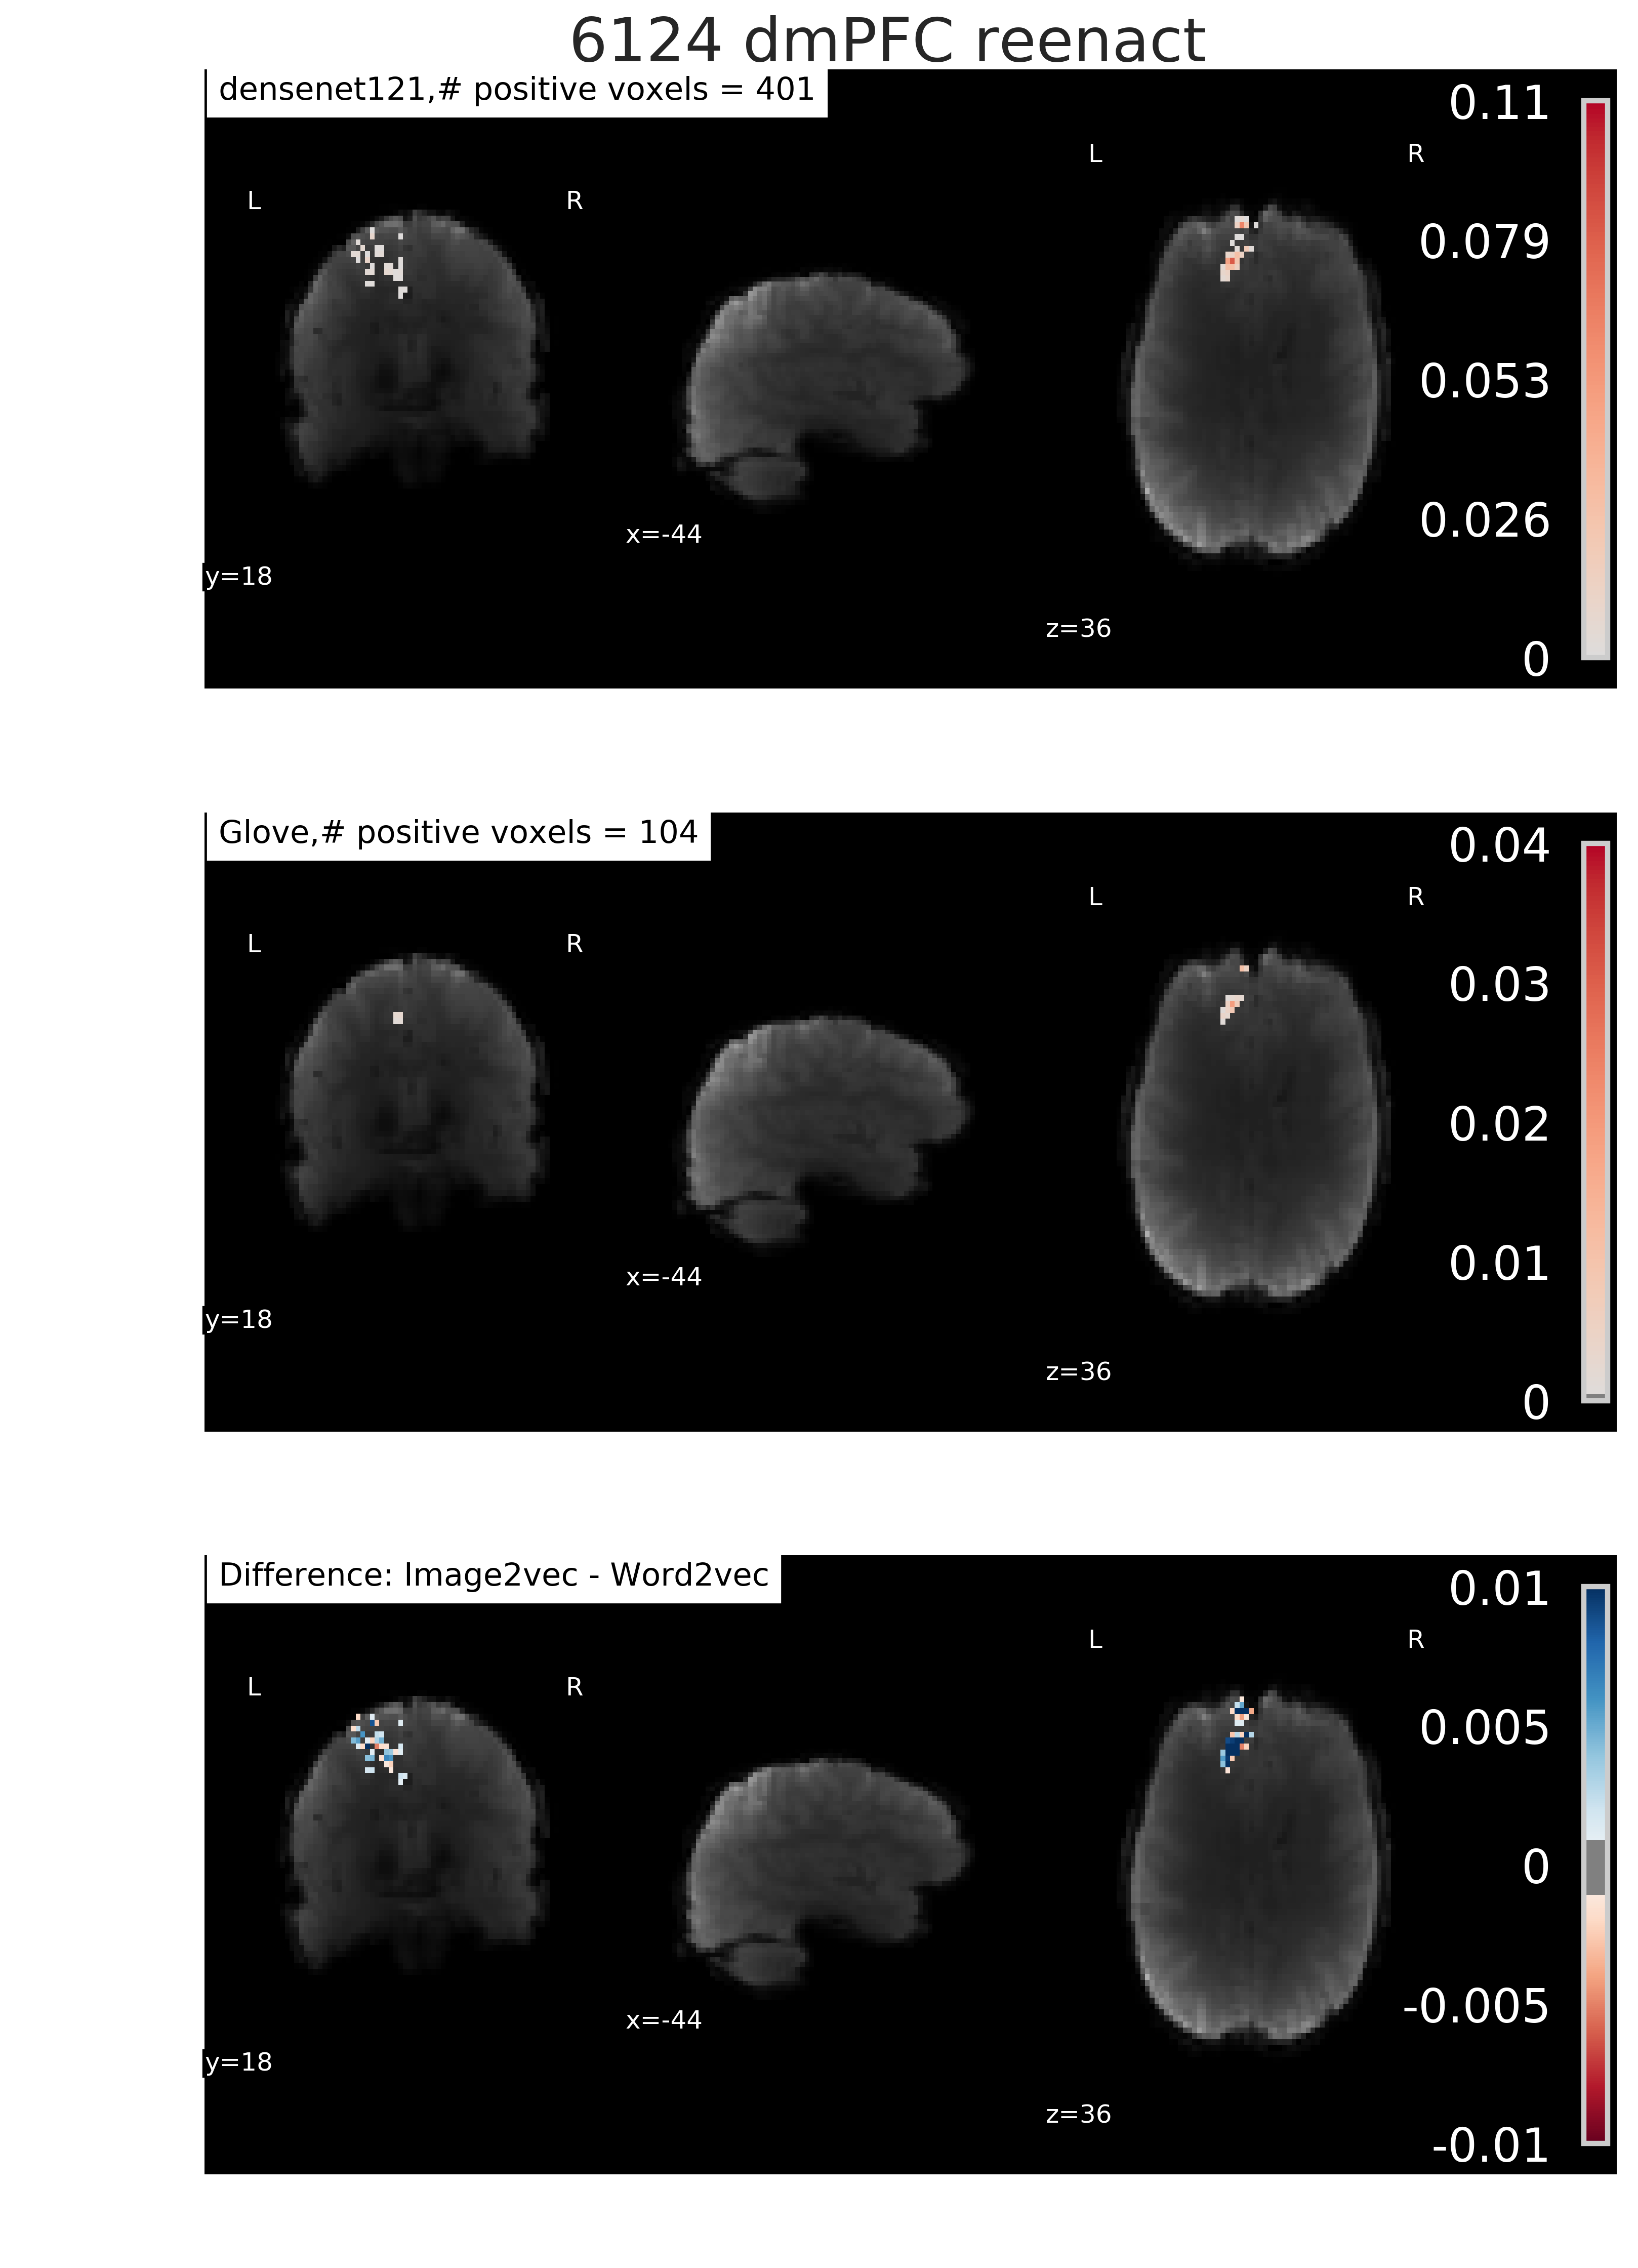 6124 dmPFC reenact
densenet121,# positive voxels = 401
L R
L R
y=18
x=-44
z=36
0.11
0.079
0.053
0.026
0
Glove,# positive voxels = 104
L R
L R
y=18
x=-44
z=36
0.04
0.03
0.02
0.01
0
Difference: Image2vec - Word2vec
L R
L R
y=18
x=-44
z=36
0.01
0.005
0
-0.005
-0.01